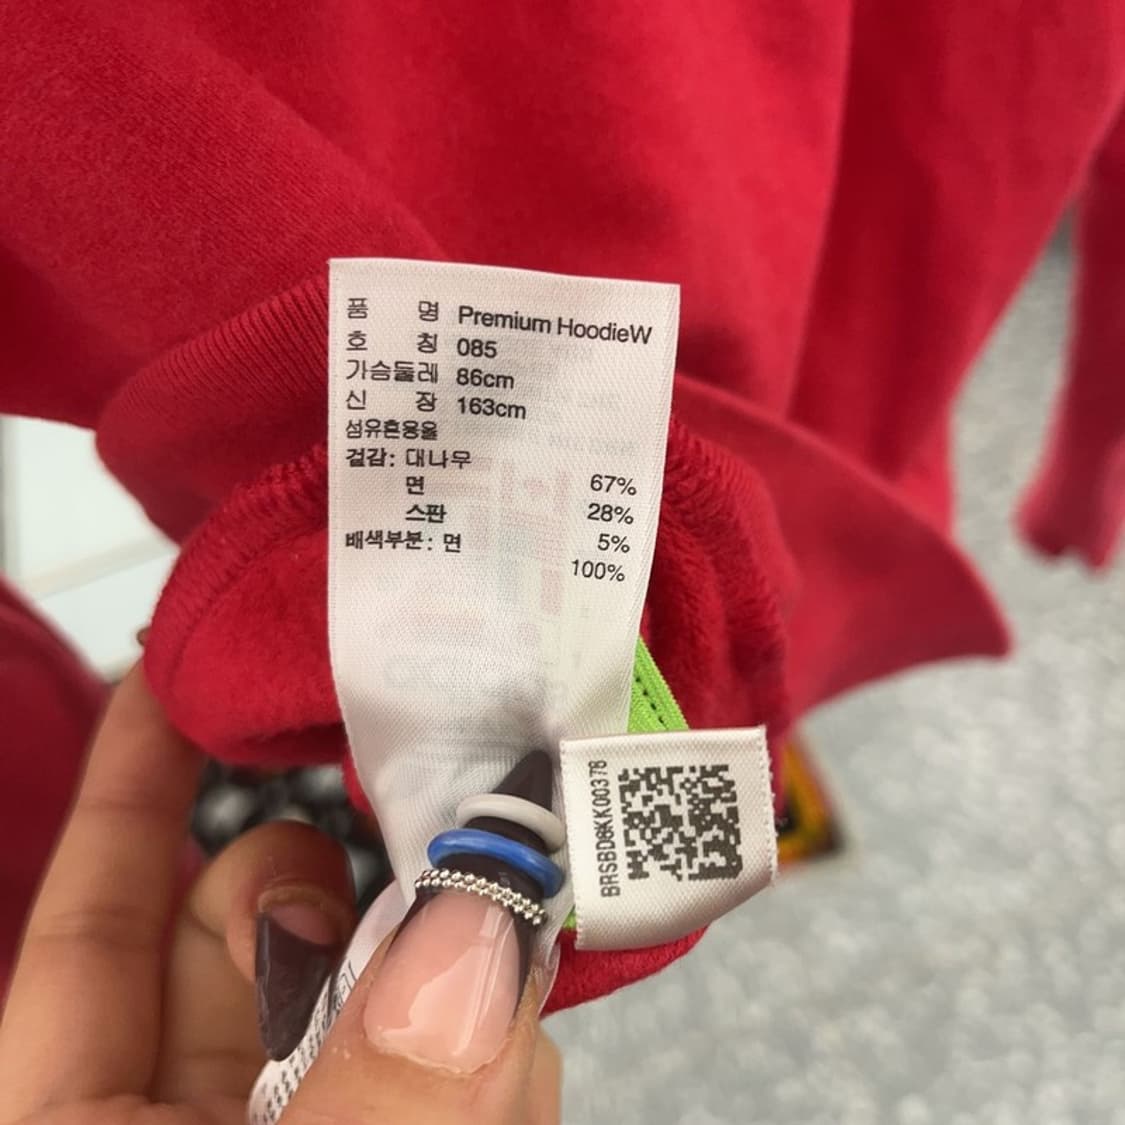 품 명 Premium HoodieW
호 칭 085
가슴둘레 86cm
신 장 163cm
섬유혼용율
겉감: 대나무
면 67%
스판 28%
배색부분: 면 5%
100%
BRSBD8KK00378